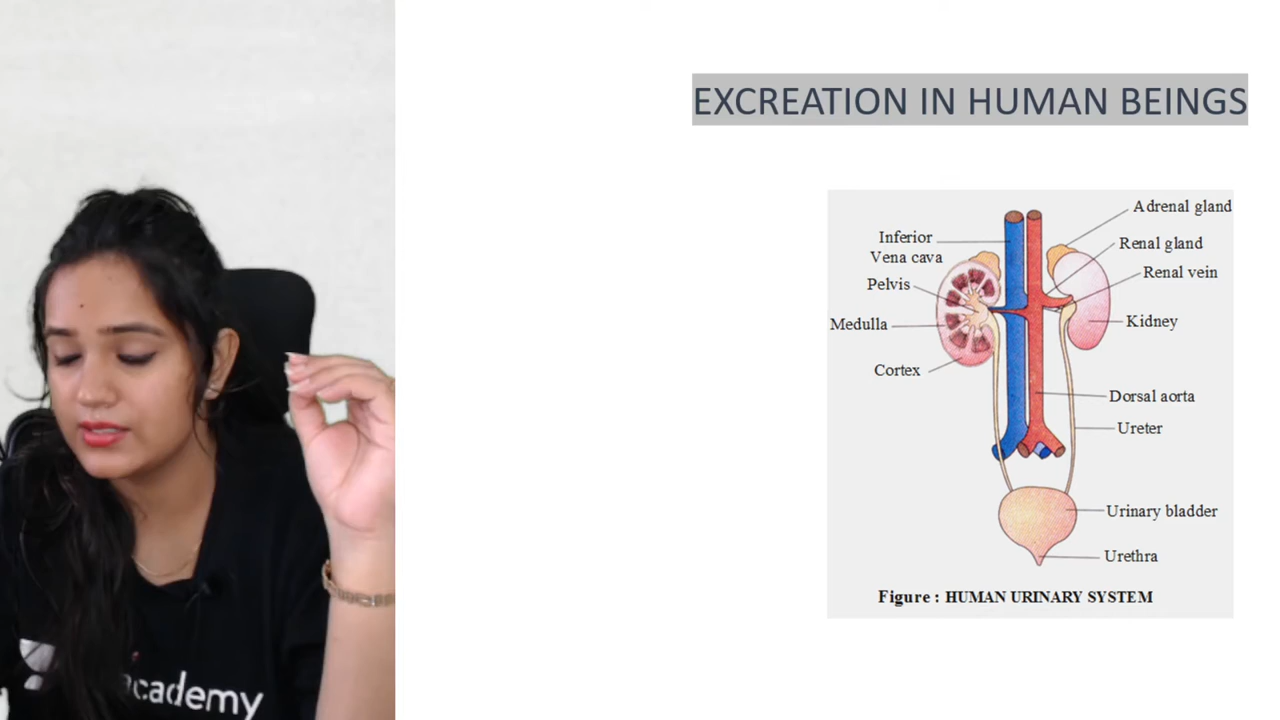 EXCREATION IN HUMAN BEINGS
Adrenal gland
Inferior
Vena cava
Renal gland
Renal vein
Pelvis
Medulla
Kidney
Cortex
Dorsal aorta
Ureter
Urinary bladder
Urethra
Figure : HUMAN URINARY SYSTEM
cademy